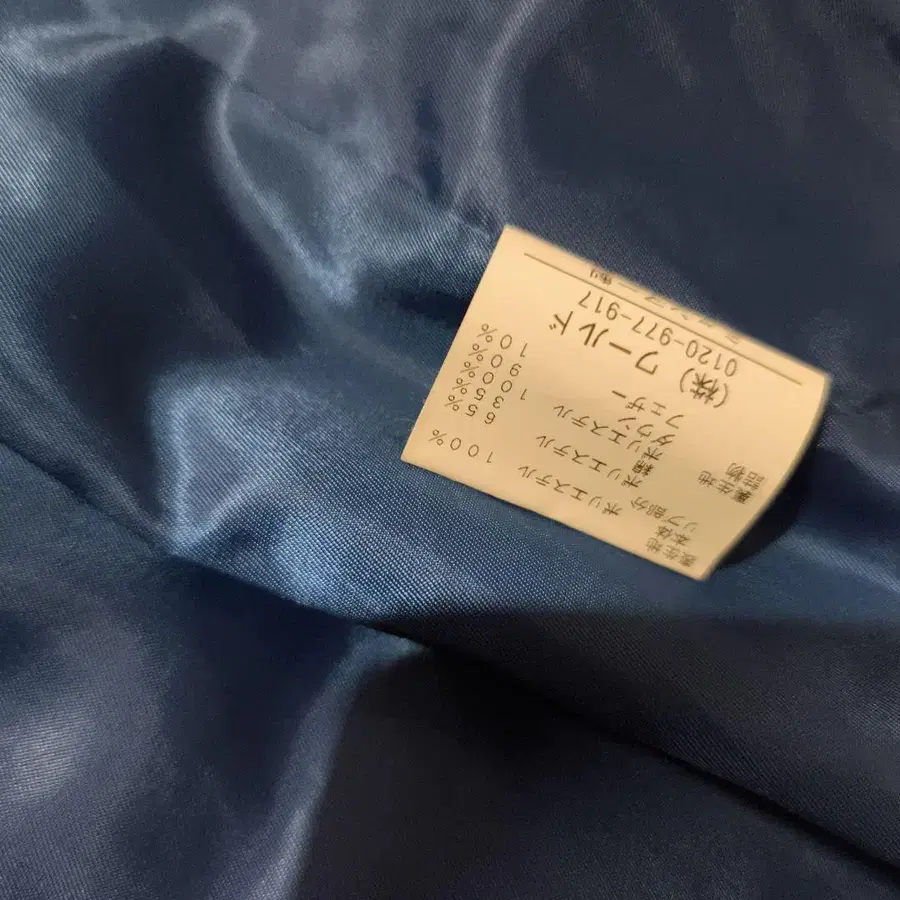 表生地
本体 ポリエステル 100%
リブ部分 ポリエステル 65%
綿 35%
裏生地 ポリエステル 100%
詰物 ダウン 90%
フェザー 10%
(株) ワールド
0120-977-917